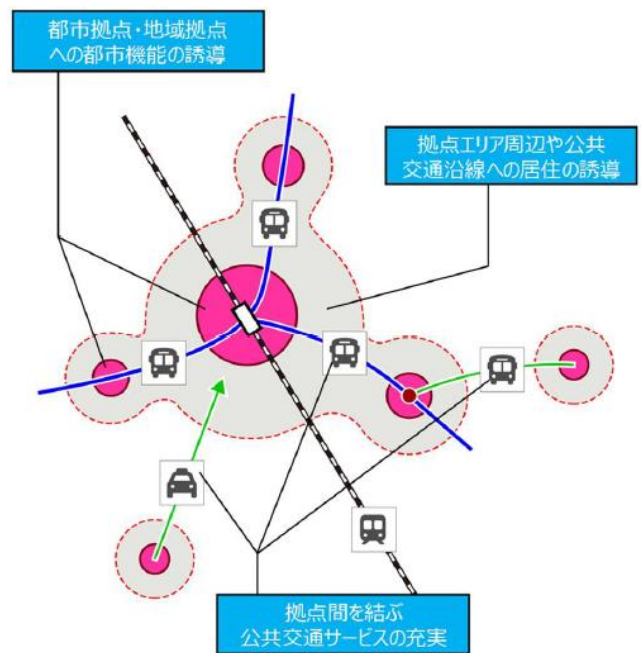 都市拠点・地域拠点
への都市機能の誘導
拠点エリア周辺や公共
交通沿線への居住の誘導
拠点間を結ぶ
公共交通サービスの充実